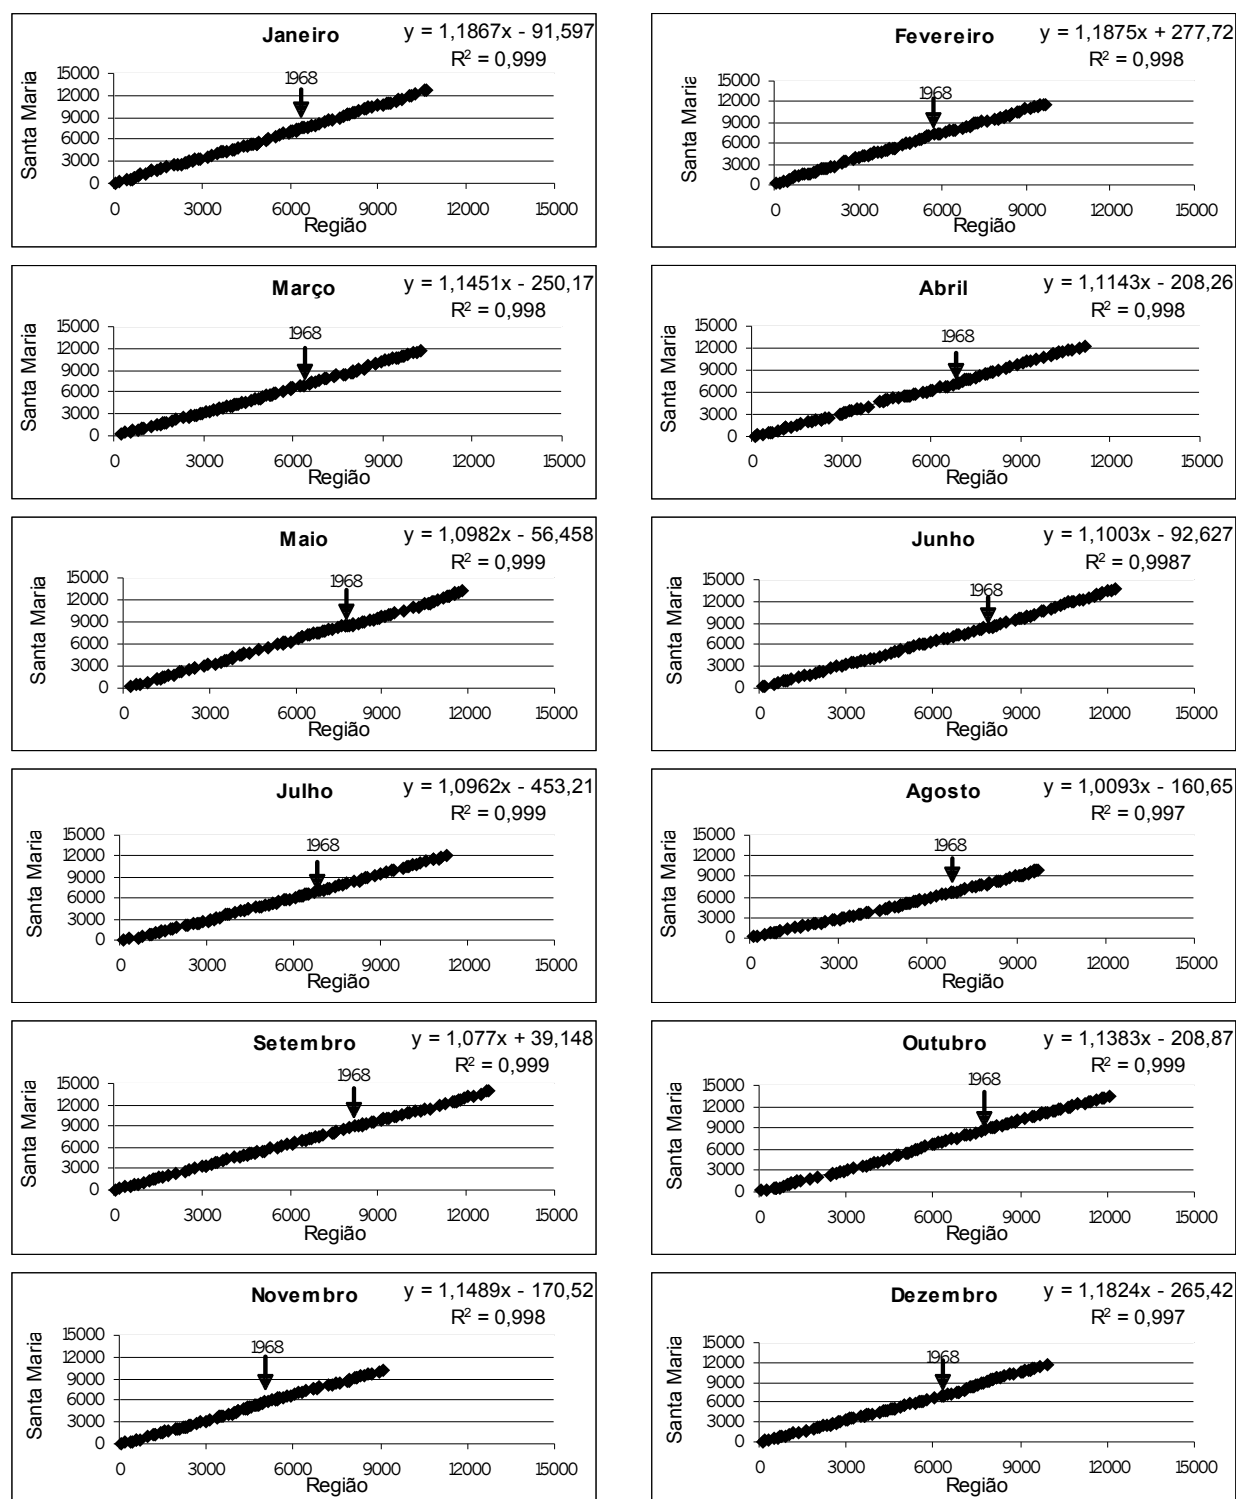 Janeiro
y = 1,1867x - 91,597
R² = 0,999
1968
Santa Maria
15000
12000
9000
6000
3000
0
0 3000 6000 9000 12000 15000
Região
Fevereiro
y = 1,1875x + 277,72
R² = 0,998
1968
Santa Maria
15000
12000
9000
6000
3000
0
0 3000 6000 9000 12000 15000
Região
Março
y = 1,1451x - 250,17
R² = 0,998
1968
Santa Maria
15000
12000
9000
6000
3000
0
0 3000 6000 9000 12000 15000
Região
Abril
y = 1,1143x - 208,26
R² = 0,998
1968
Santa Maria
15000
12000
9000
6000
3000
0
0 3000 6000 9000 12000 15000
Região
Maio
y = 1,0982x - 56,458
R² = 0,999
1968
Santa Maria
15000
12000
9000
6000
3000
0
0 3000 6000 9000 12000 15000
Região
Junho
y = 1,1003x - 92,627
R² = 0,9987
1968
Santa Maria
15000
12000
9000
6000
3000
0
0 3000 6000 9000 12000 15000
Região
Julho
y = 1,0962x - 453,21
R² = 0,999
1968
Santa Maria
15000
12000
9000
6000
3000
0
0 3000 6000 9000 12000 15000
Região
Agosto
y = 1,0093x - 160,65
R² = 0,997
1968
Santa Maria
15000
12000
9000
6000
3000
0
0 3000 6000 9000 12000 15000
Região
Setembro
y = 1,077x + 39,148
R² = 0,999
1968
Santa Maria
15000
12000
9000
6000
3000
0
0 3000 6000 9000 12000 15000
Região
Outubro
y = 1,1383x - 208,87
R² = 0,999
1968
Santa Maria
15000
12000
9000
6000
3000
0
0 3000 6000 9000 12000 15000
Região
Novembro
y = 1,1489x - 170,52
R² = 0,998
1968
Santa Maria
15000
12000
9000
6000
3000
0
0 3000 6000 9000 12000 15000
Região
Dezembro
y = 1,1824x - 265,42
R² = 0,997
1968
Santa Maria
15000
12000
9000
6000
3000
0
0 3000 6000 9000 12000 15000
Região